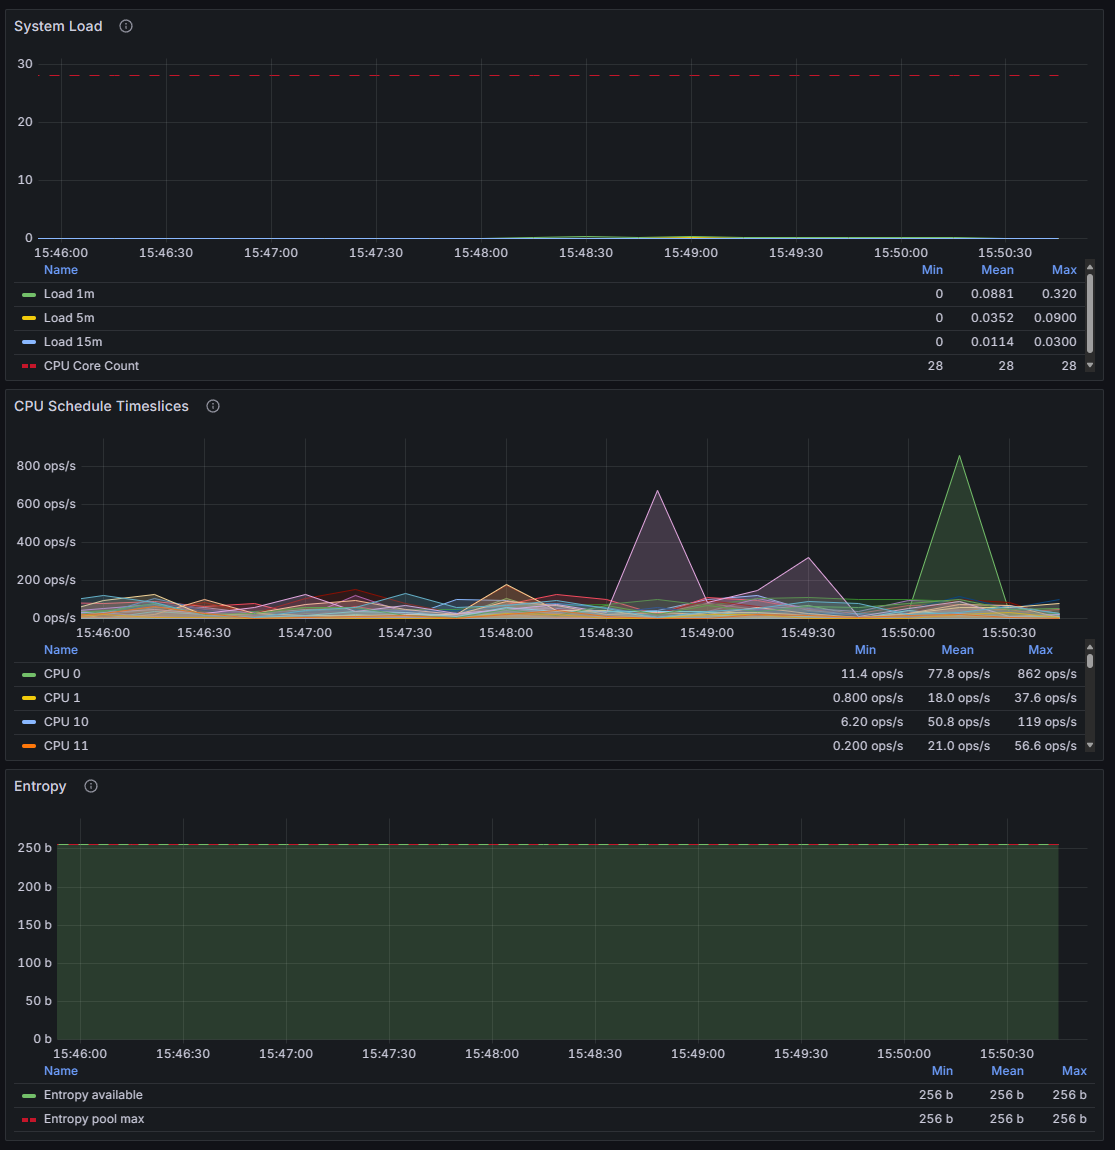 System Load
30
20
10
0
15:46:00 15:46:30 15:47:00 15:47:30 15:48:00 15:48:30 15:49:00 15:49:30 15:50:00 15:50:30
Name Min Mean Max
Load 1m 0 0.0881 0.320
Load 5m 0 0.0352 0.0900
Load 15m 0 0.0114 0.0300
CPU Core Count 28 28 28
CPU Schedule Timeslices
800 ops/s
600 ops/s
400 ops/s
200 ops/s
0 ops/s
15:46:00 15:46:30 15:47:00 15:47:30 15:48:00 15:48:30 15:49:00 15:49:30 15:50:00 15:50:30
Name Min Mean Max
CPU 0 11.4 ops/s 77.8 ops/s 862 ops/s
CPU 1 0.800 ops/s 18.0 ops/s 37.6 ops/s
CPU 10 6.20 ops/s 50.8 ops/s 119 ops/s
CPU 11 0.200 ops/s 21.0 ops/s 56.6 ops/s
Entropy
250 b
200 b
150 b
100 b
50 b
0 b
15:46:00 15:46:30 15:47:00 15:47:30 15:48:00 15:48:30 15:49:00 15:49:30 15:50:00 15:50:30
Name Min Mean Max
Entropy available 256 b 256 b 256 b
Entropy pool max 256 b 256 b 256 b